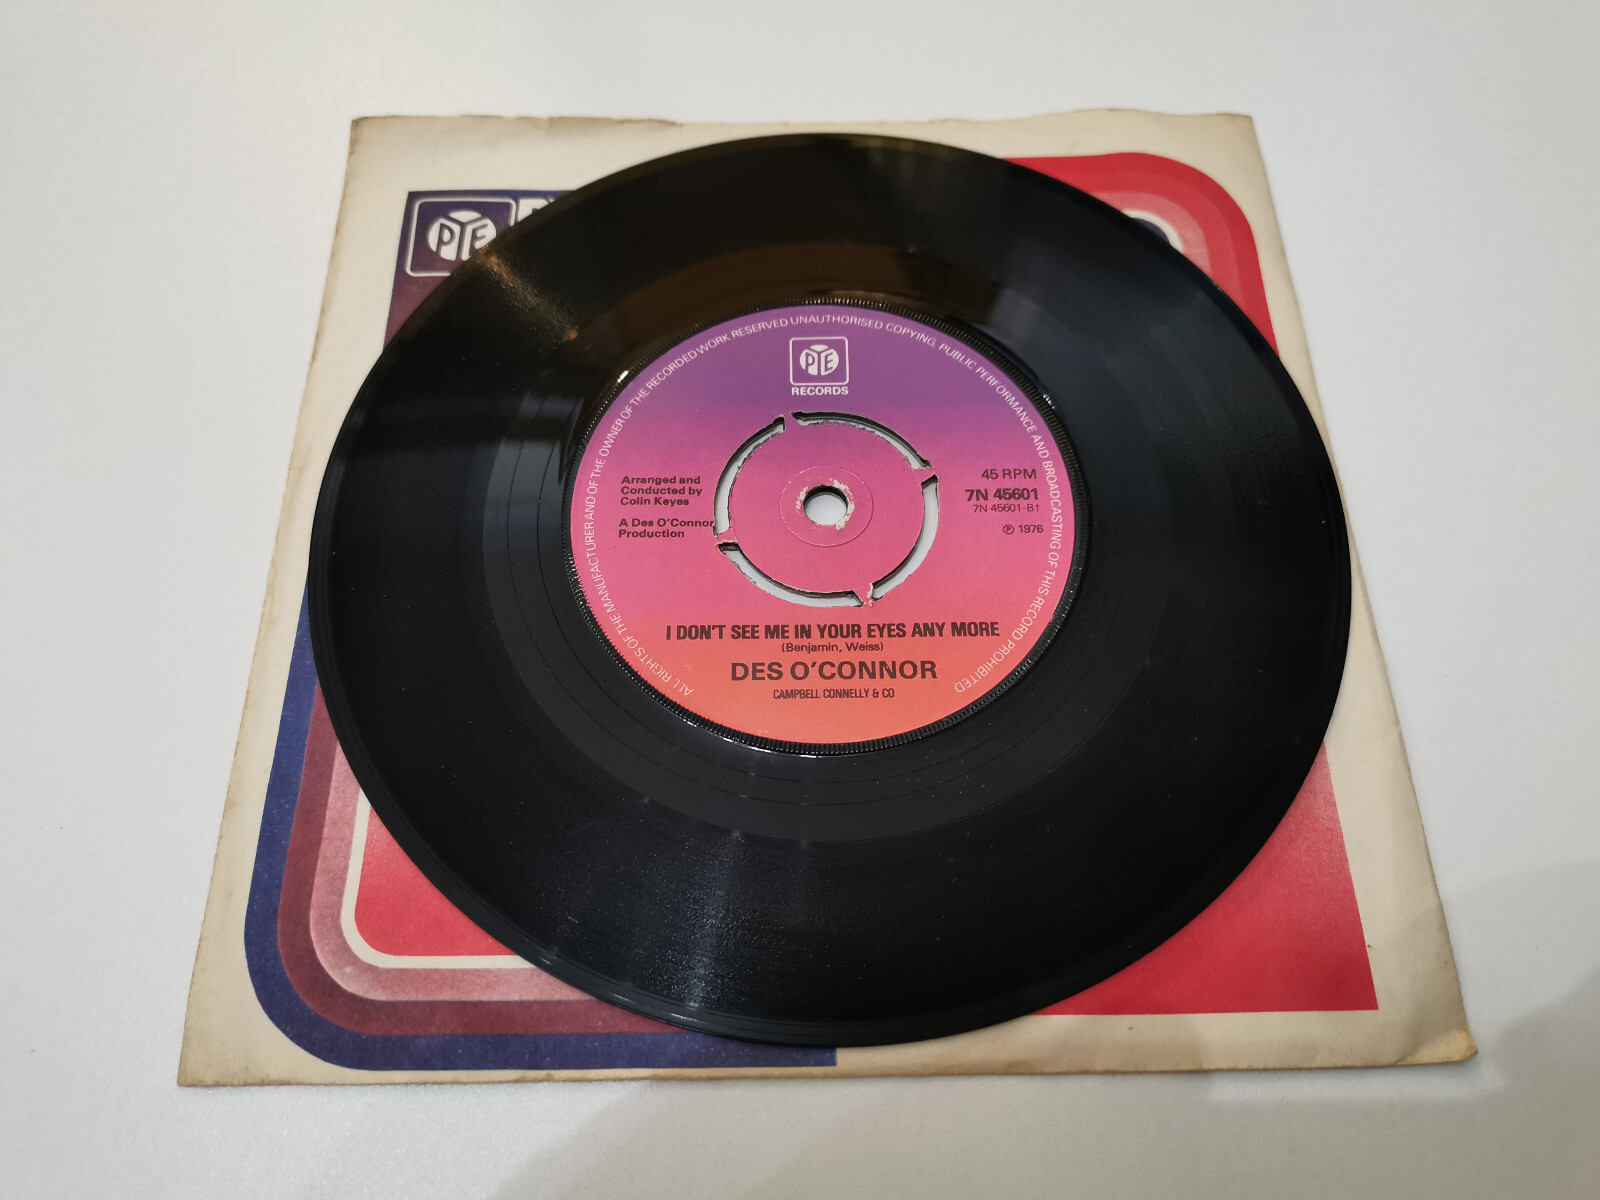 PYE
ALL RIGHTS OF THE MANUFACTURER AND OF THE OWNER OF THE RECORDED WORK RESERVED UNAUTHORISED COPYING, PUBLIC PERFORMANCE AND BROADCASTING OF THIS RECORD PROHIBITED
PYE
RECORDS
Arranged and
Conducted by
Colin Keyes
A Des O'Connor
Production
45 RPM
7N 45601
7N 45601-B†
℗ 1976
I DON'T SEE ME IN YOUR EYES ANY MORE
(Benjamin, Weiss)
DES O'CONNOR
CAMPBELL CONNELLY & CO